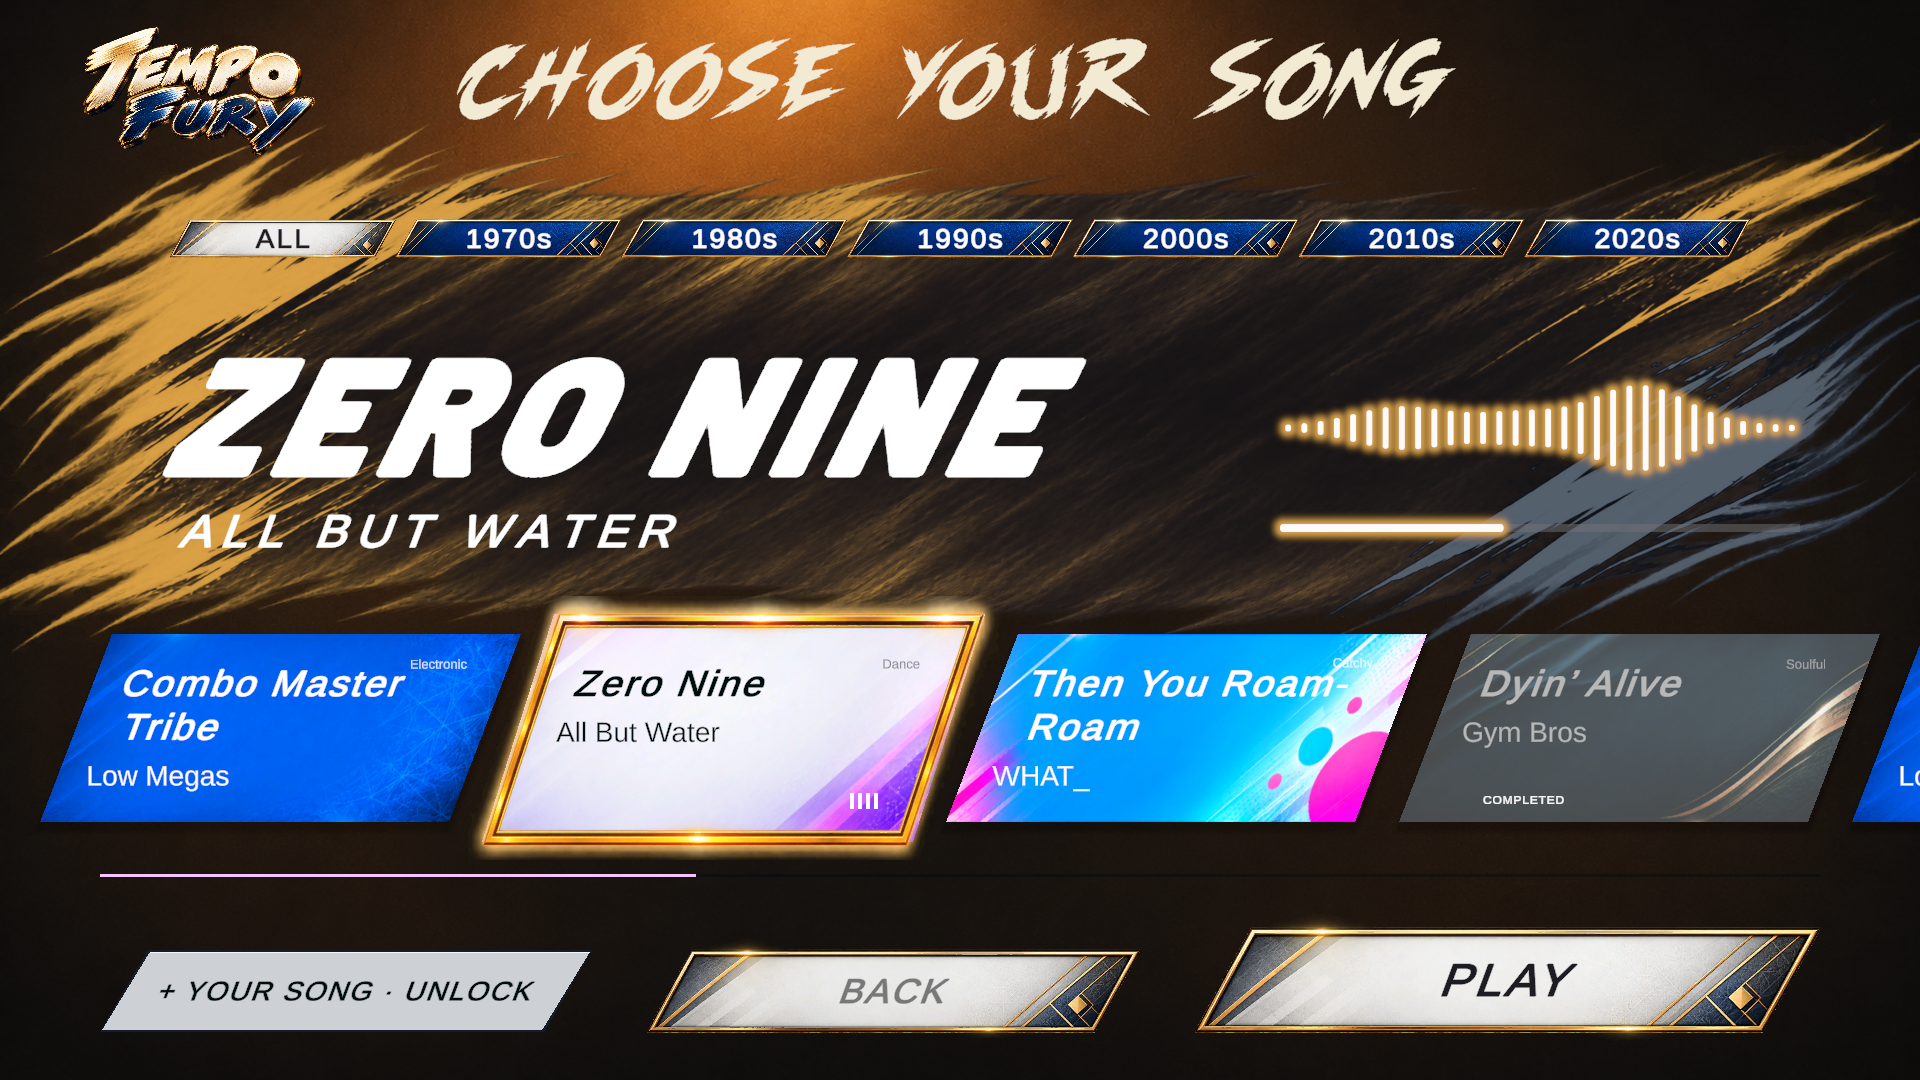 TEMPO
FURY
CHOOSE YOUR SONG
ALL
1970s
1980s
1990s
2000s
2010s
2020s
ZERO NINE
ALL BUT WATER
Electronic
Combo Master
Tribe
Low Megas
Dance
Zero Nine
All But Water
Catchy
Then You Roam-
Roam
WHAT_
Soulful
Dyin' Alive
Gym Bros
COMPLETED
Lo
+ YOUR SONG · UNLOCK
BACK
PLAY